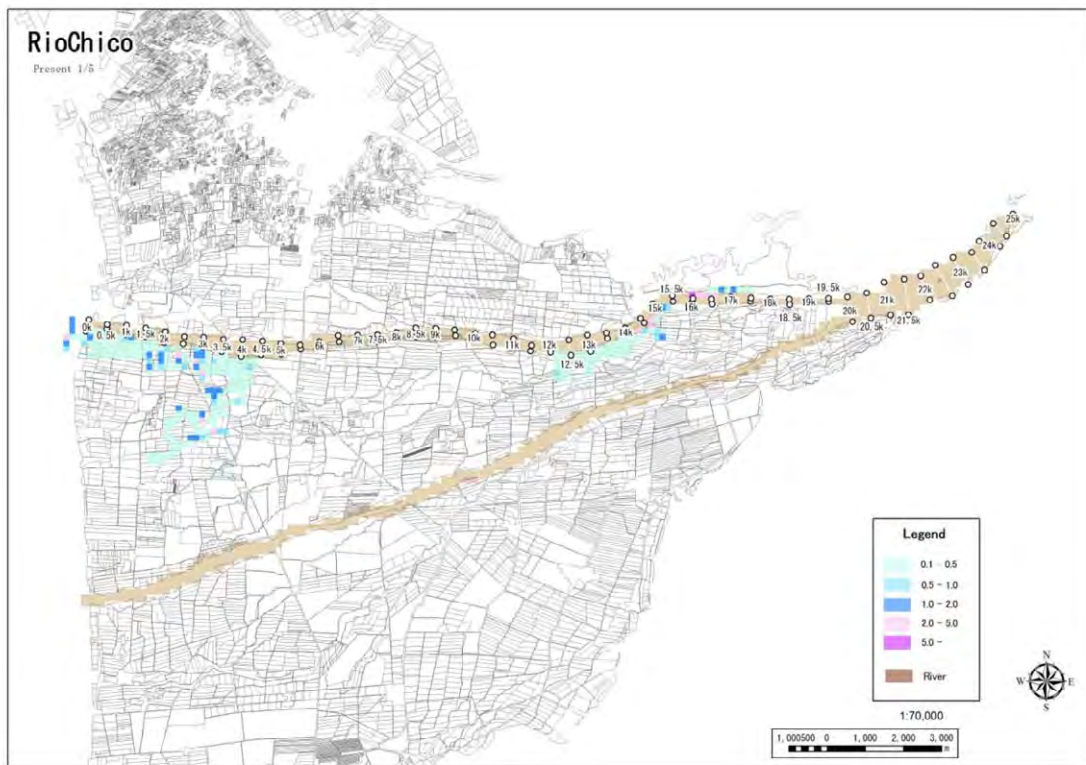 RioChico
Present 1/5
25k
24k
23k
22k
21k
19.5k
15.5k
17k
18k
19k
16k
15k
18.5k
20k
20.5k
21.5k
0k
0.5k
1k
1.5k
2k
3k
3.5k
4k
4.5k
5k
6k
7k
7.5k
8k
8.5k
9k
10k
11k
12k
12.5k
13k
14k
Legend
0.1 - 0.5
0.5 - 1.0
1.0 - 2.0
2.0 - 5.0
5.0 -
River
N
W
E
S
1:70,000
1,000500 0 1,000 2,000 3,000